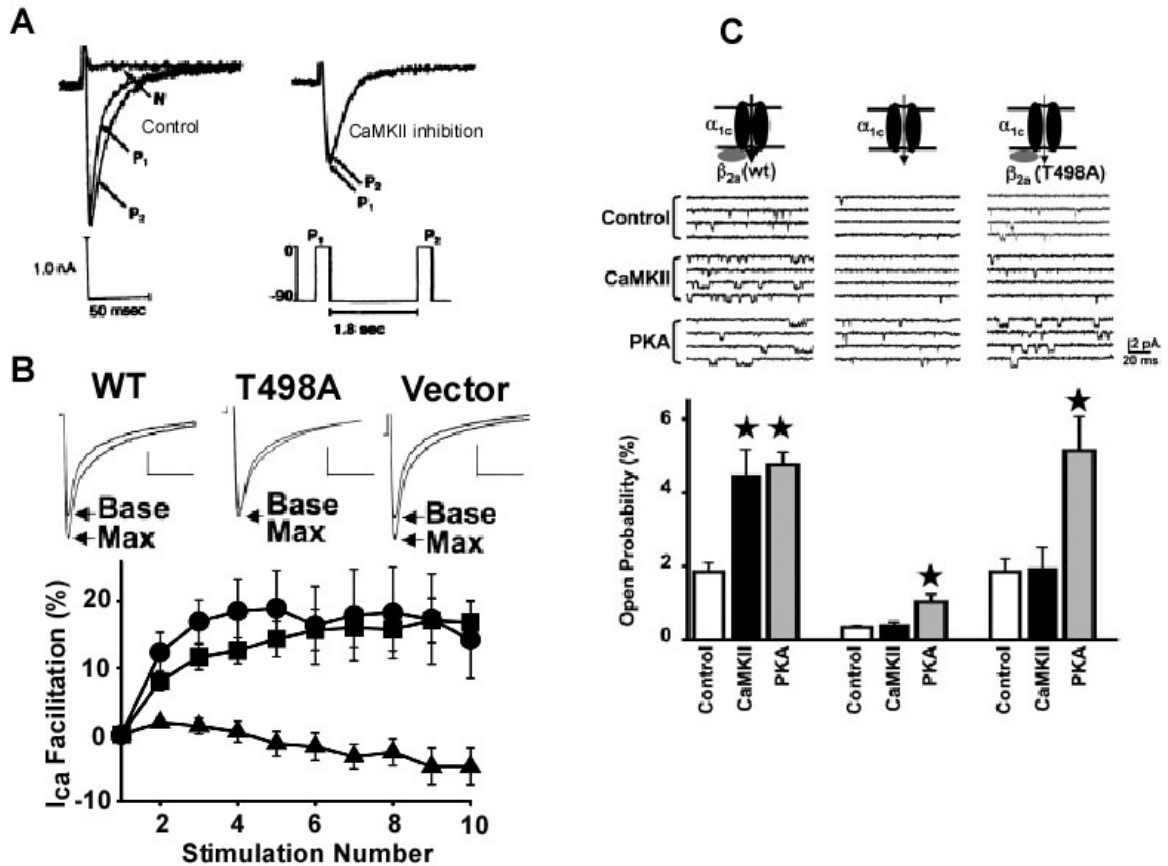 A
N
Control
P1
P2
1.0 nA
50 msec
CaMKII inhibition
P2
P1
P1
P2
0
-90
1.8 sec
B
WT
T498A
Vector
Base
Max
Base
Max
Base
Max
ICa Facilitation (%)
20
10
0
-10
2
4
6
8
10
Stimulation Number
C
α1c
β2a(wt)
α1c
α1c
β2a (T498A)
Control
CaMKII
PKA
2 pA
20 ms
Open Probability (%)
6
4
2
0
Control
CaMKII
PKA
Control
CaMKII
PKA
Control
CaMKII
PKA